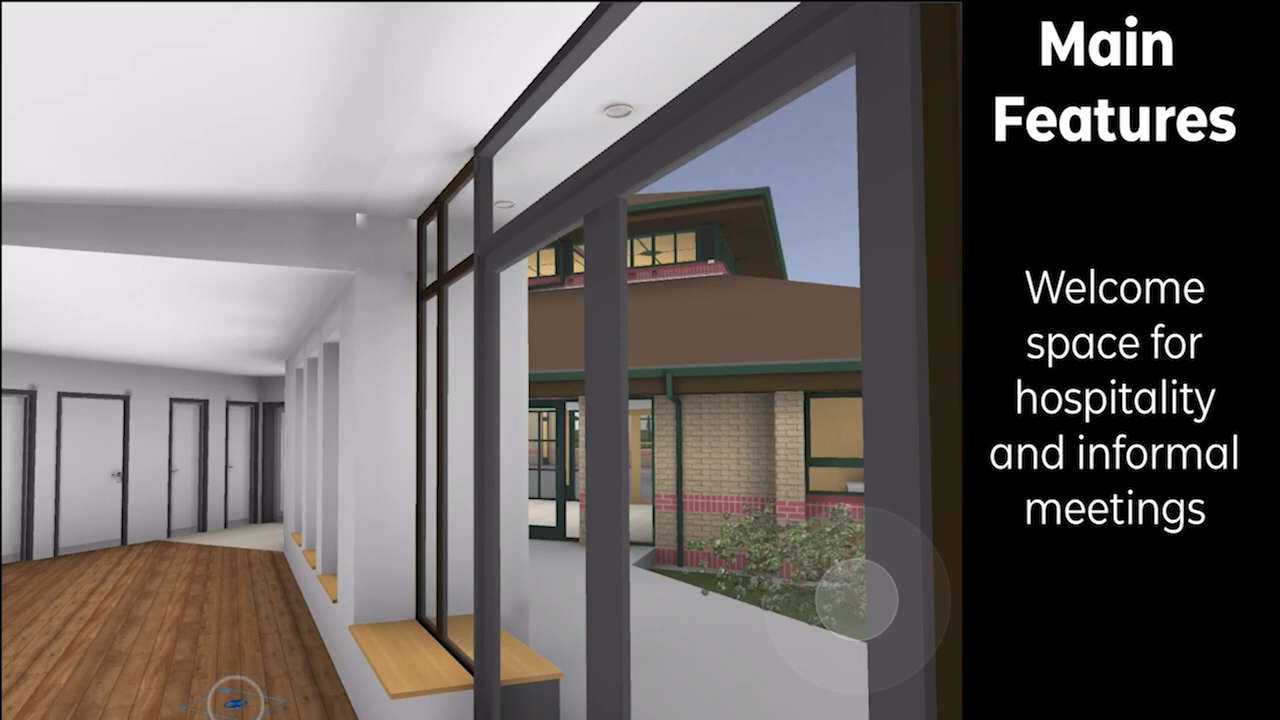 Main
Features
Welcome
space for
hospitality
and informal
meetings